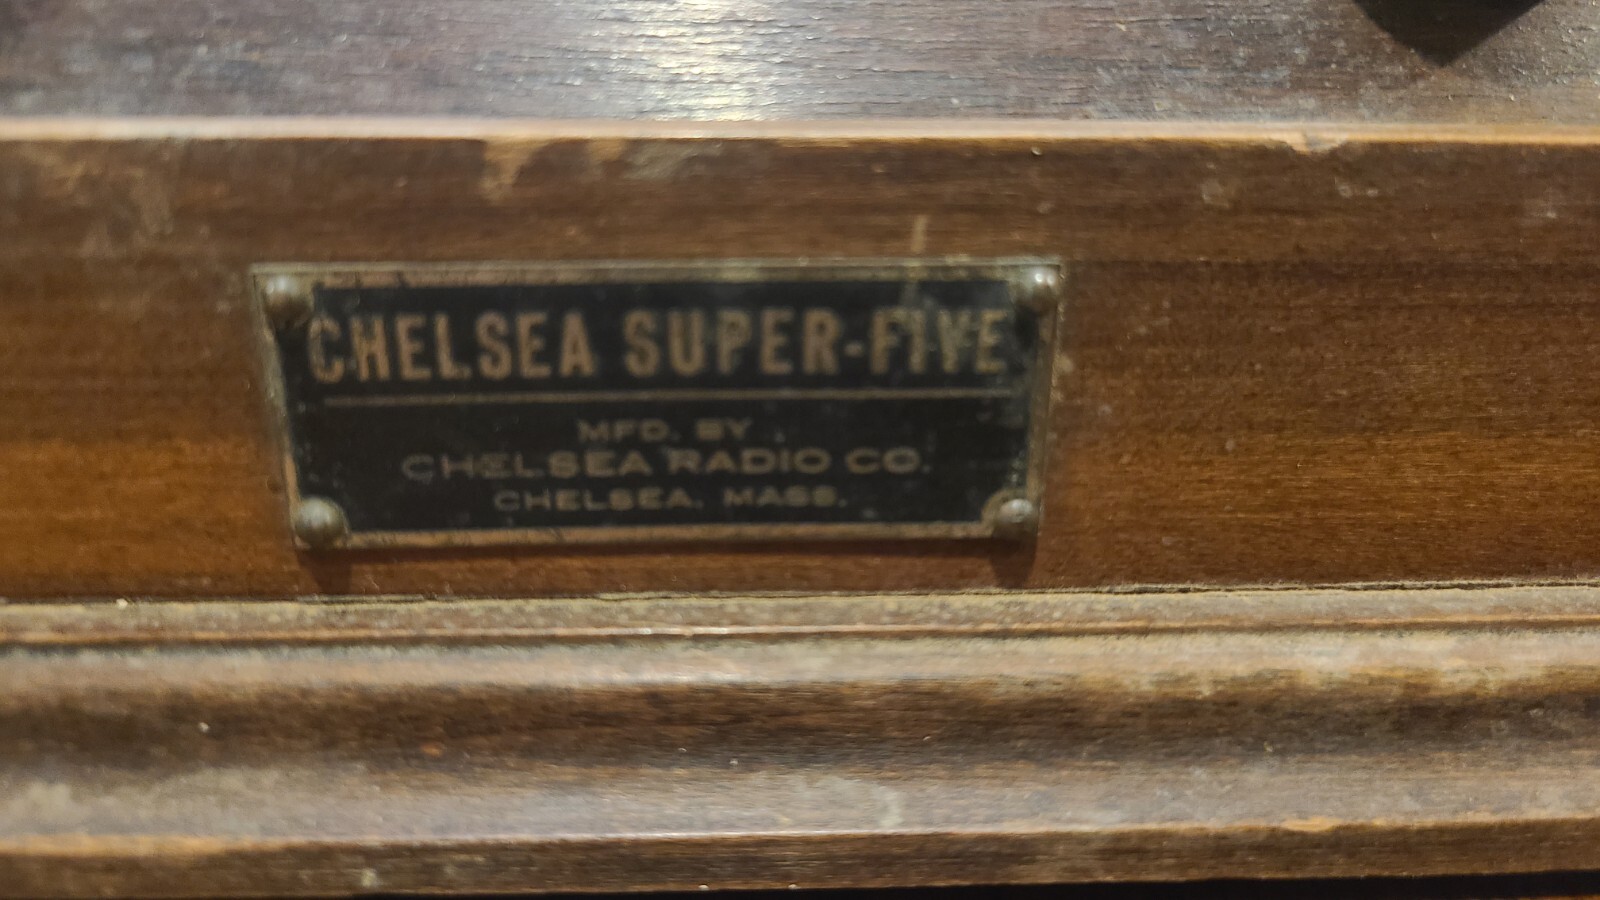 CHELSEA SUPER-FIVE
MFD. BY
CHELSEA RADIO CO.
CHELSEA, MASS.